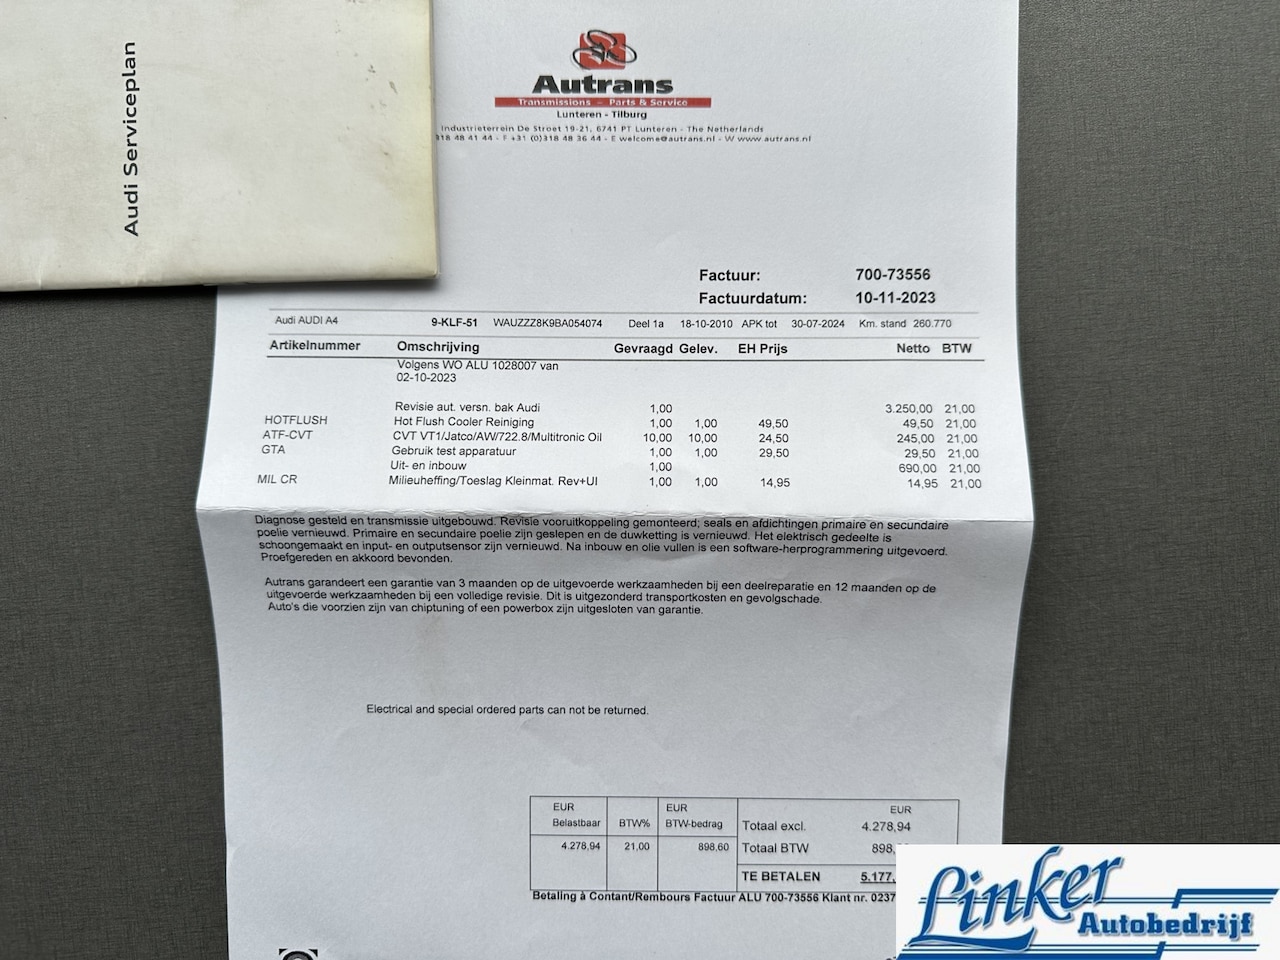 Audi Serviceplan
Autrans
Transmissions - Parts & Service
Lunteren - Tilburg
Industrieterrein De Stroet 19-21, 6741 PT Lunteren - The Netherlands
318 48 41 44 - F +31 (0)318 48 36 44 - E welcome@autrans.nl - W www.autrans.nl
Factuur: 700-73556
Factuurdatum: 10-11-2023
Audi AUDI A4 9-KLF-51 WAUZZZ8K9BA054074 Deel 1a 18-10-2010 APK tot 30-07-2024 Km. stand 260.770
Artikelnummer Omschrijving Gevraagd Gelev. EH Prijs Netto BTW
Volgens WO ALU 1028007 van
02-10-2023
Revisie aut. versn. bak Audi 1,00 3.250,00 21,00
HOTFLUSH Hot Flush Cooler Reiniging 1,00 1,00 49,50 49,50 21,00
ATF-CVT CVT VT1/Jatco/AW/722.8/Multitronic Oil 10,00 10,00 24,50 245,00 21,00
GTA Gebruik test apparatuur 1,00 1,00 29,50 29,50 21,00
Uit- en inbouw 1,00 690,00 21,00
MIL CR Milieuheffing/Toeslag Kleinmat. Rev+UI 1,00 1,00 14,95 14,95 21,00
Diagnose gesteld en transmissie uitgebouwd. Revisie vooruitkoppeling gemonteerd; seals en afdichtingen primaire en secundaire
poelie vernieuwd. Primaire en secundaire poelie zijn geslepen en de duwketting is vernieuwd. Het elektrisch gedeelte is
schoongemaakt en input- en outputsensor zijn vernieuwd. Na inbouw en olie vullen is een software-herprogrammering uitgevoerd.
Proefgereden en akkoord bevonden.
Autrans garandeert een garantie van 3 maanden op de uitgevoerde werkzaamheden bij een deelreparatie en 12 maanden op de
uitgevoerde werkzaamheden bij een volledige revisie. Dit is uitgezonderd transportkosten en gevolgschade.
Auto's die voorzien zijn van chiptuning of een powerbox zijn uitgesloten van garantie.
Electrical and special ordered parts can not be returned.
EUR EUR EUR
Belastbaar BTW% BTW-bedrag Totaal excl. 4.278,94
4.278,94 21,00 898,60 Totaal BTW 898,
TE BETALEN 5.177,
Betaling à Contant/Rembours Factuur ALU 700-73556 Klant nr. 0237
Linker
Autobedrijf